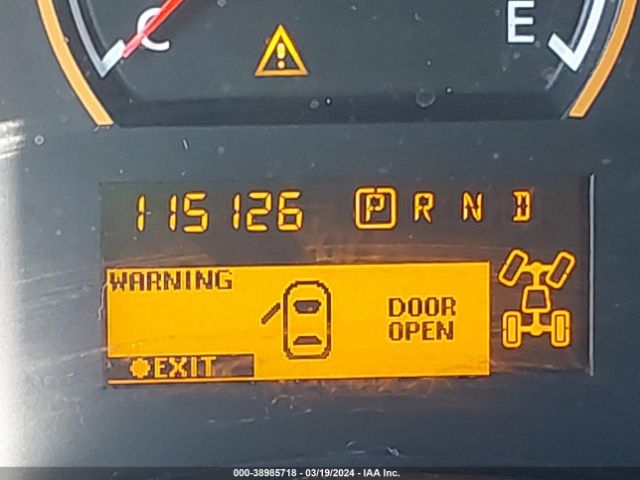 C E
115126 P R N D
WARNING
DOOR
OPEN
EXIT
000-38985718 - 03/19/2024 - IAA Inc.